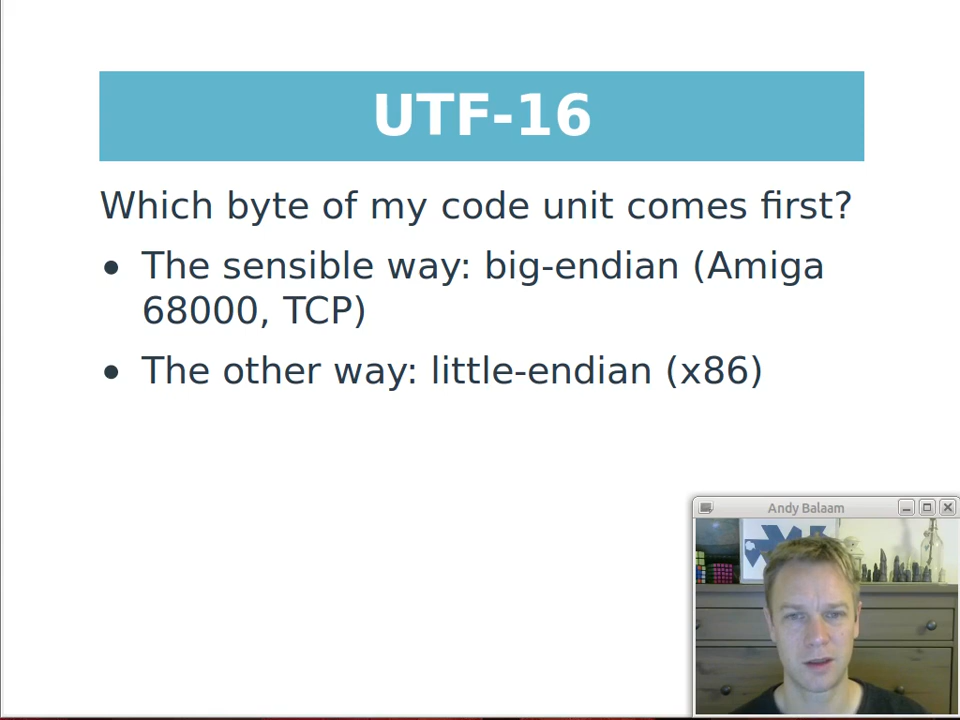 UTF-16
Which byte of my code unit comes first?
• The sensible way: big-endian (Amiga
68000, TCP)
• The other way: little-endian (x86)
Andy Balaam